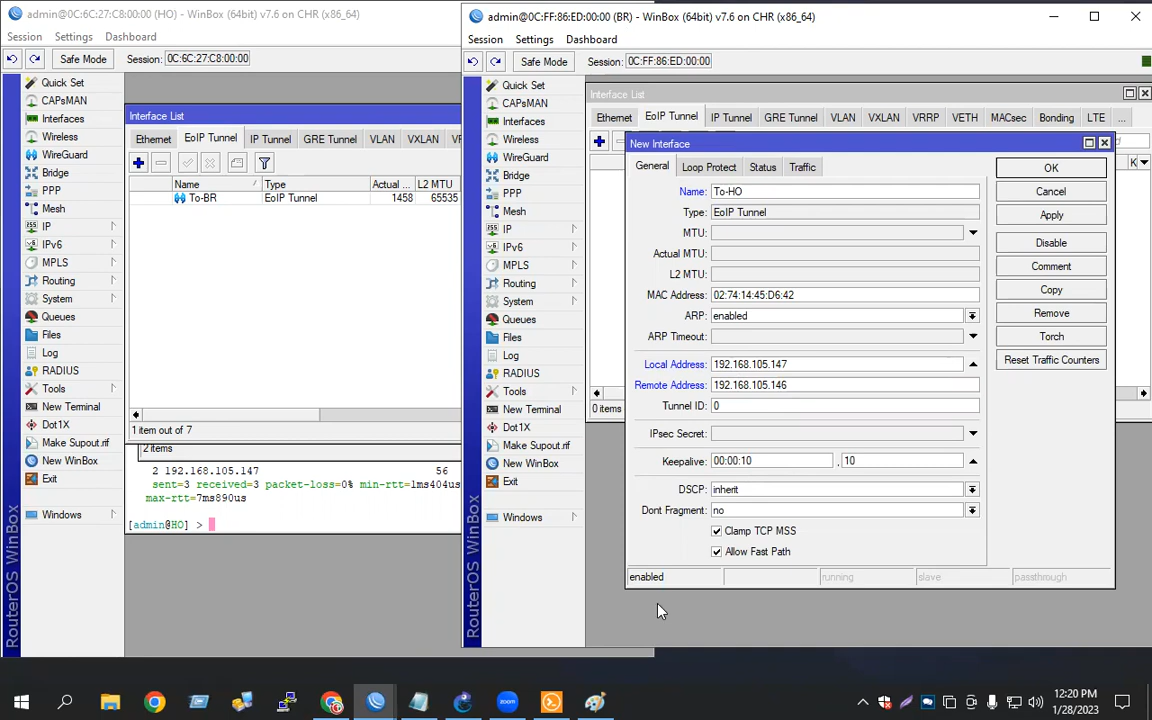 admin@0C:6C:27:C8:00:00 (HO) - WinBox (64bit) v7.6 on CHR (x86_64)
Session Settings Dashboard
Safe Mode Session: 0C:6C:27:C8:00:00
Quick Set
CAPsMAN
Interfaces
Wireless
WireGuard
Bridge
PPP
Mesh
IP
IPv6
MPLS
Routing
System
Queues
Files
Log
RADIUS
Tools
New Terminal
Dot1X
Make Supout.rif
New WinBox
Exit
Windows
RouterOS WinBox
Interface List
Ethernet EoIP Tunnel IP Tunnel GRE Tunnel VLAN VXLAN VR
Name Type Actual ... L2 MTU
To-BR EoIP Tunnel 1458 65535
1 item out of 7
2 items
2 192.168.105.147 56
sent=3 received=3 packet-loss=0% min-rtt=1ms404us
max-rtt=7ms890us
[admin@HO] >
admin@0C:FF:86:ED:00:00 (BR) - WinBox (64bit) v7.6 on CHR (x86_64)
Session Settings Dashboard
Safe Mode Session: 0C:FF:86:ED:00:00
Quick Set
CAPsMAN
Interfaces
Wireless
WireGuard
Bridge
PPP
Mesh
IP
IPv6
MPLS
Routing
System
Queues
Files
Log
RADIUS
Tools
New Terminal
Dot1X
Make Supout.rif
New WinBox
Exit
Windows
RouterOS WinBox
Interface List
Ethernet EoIP Tunnel IP Tunnel GRE Tunnel VLAN VXLAN VRRP VETH MACsec Bonding LTE ...
0 items
New Interface
General Loop Protect Status Traffic
Name: To-HO
Type: EoIP Tunnel
MTU:
Actual MTU:
L2 MTU:
MAC Address: 02:74:14:45:D6:42
ARP: enabled
ARP Timeout:
Local Address: 192.168.105.147
Remote Address: 192.168.105.146
Tunnel ID: 0
IPsec Secret:
Keepalive: 00:00:10 , 10
DSCP: inherit
Dont Fragment: no
Clamp TCP MSS
Allow Fast Path
OK
Cancel
Apply
Disable
Comment
Copy
Remove
Torch
Reset Traffic Counters
enabled running slave passthrough
12:20 PM
1/28/2023